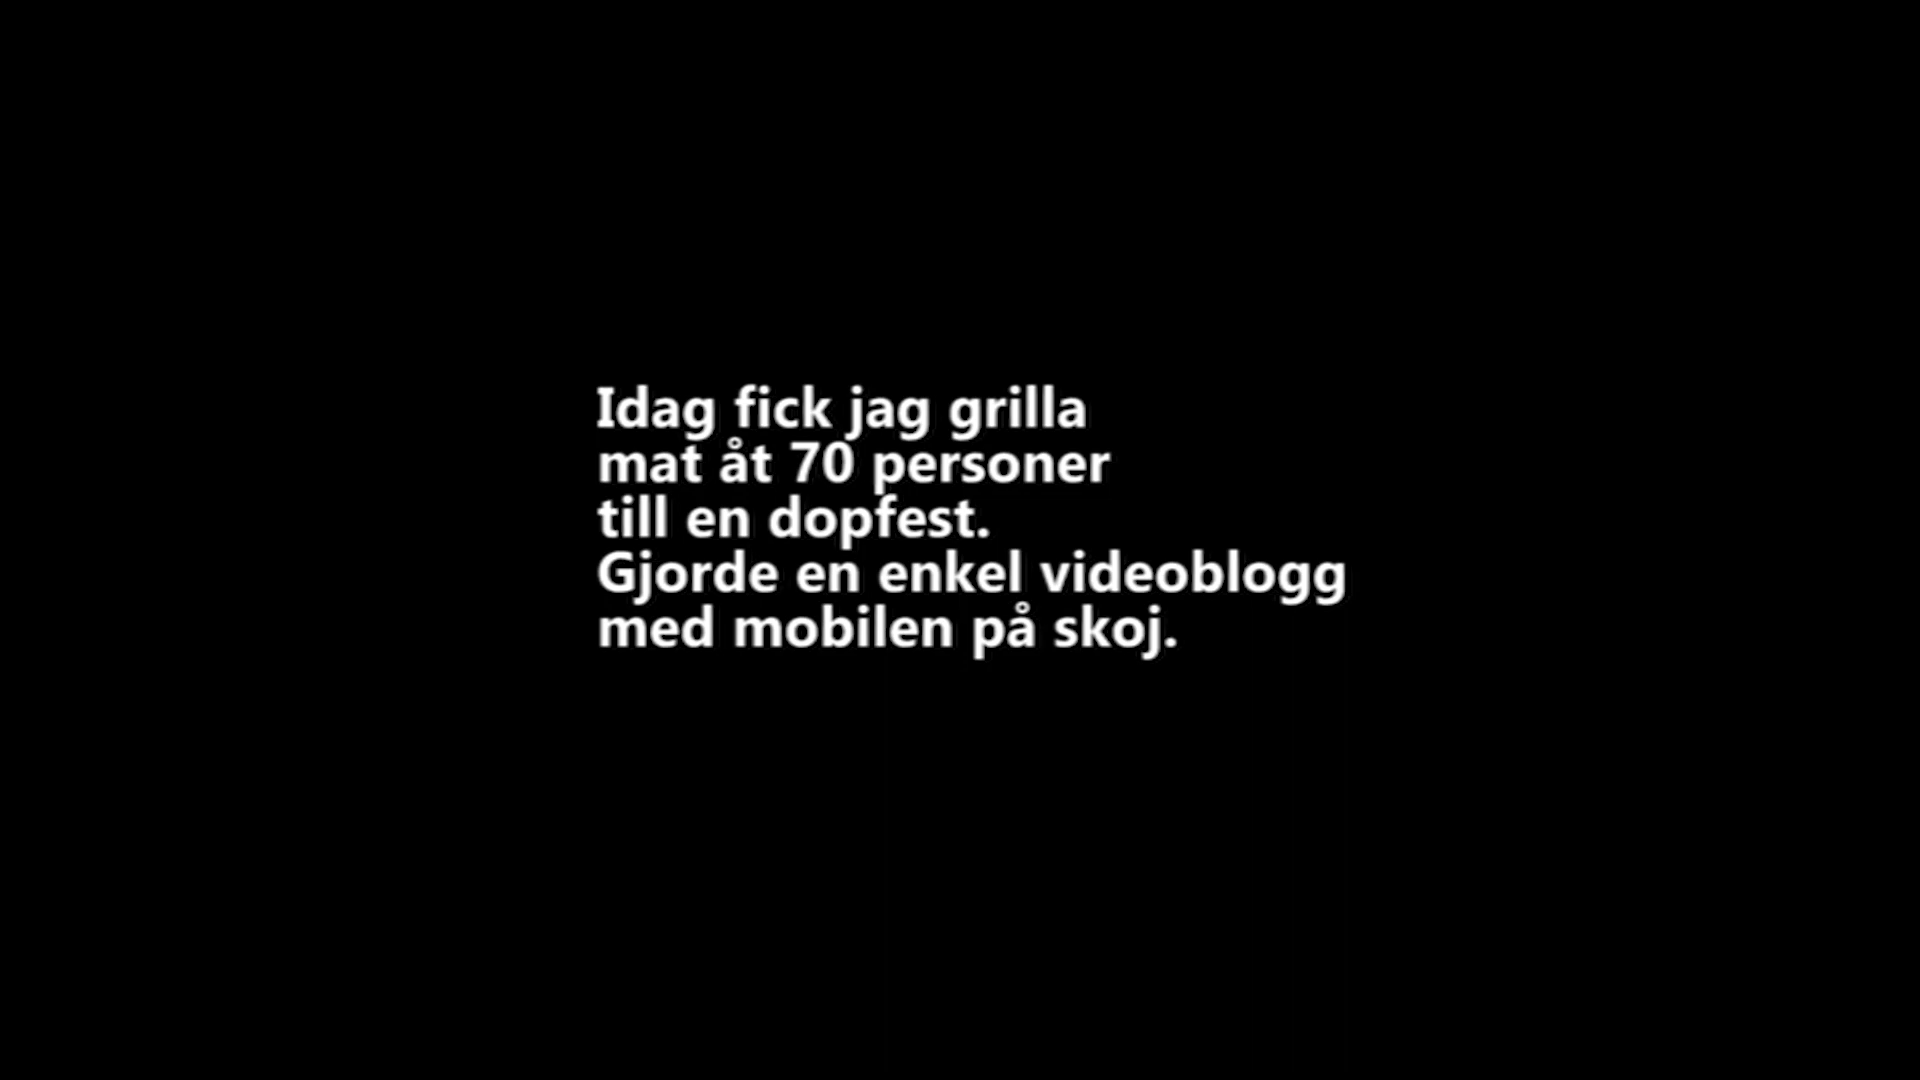 Idag fick jag grilla
mat åt 70 personer
till en dopfest.
Gjorde en enkel videoblogg
med mobilen på skoj.